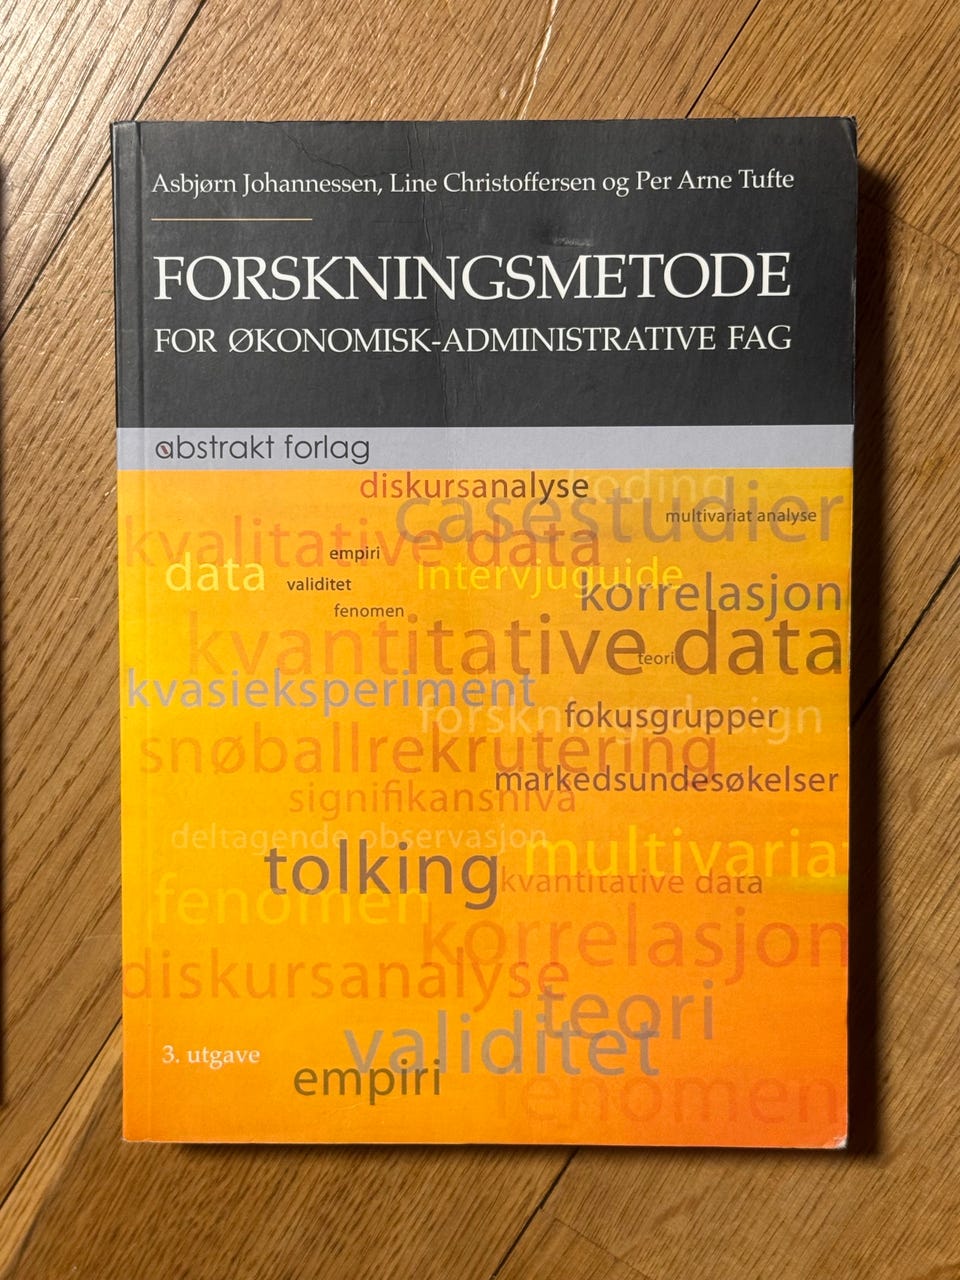 Asbjørn Johannessen, Line Christoffersen og Per Arne Tufte
FORSKNINGSMETODE
FOR ØKONOMISK-ADMINISTRATIVE FAG
abstrakt forlag
koding
diskursanalyse
casestudier
multivariat analyse
kvalitative data
empiri
data
intervjuguide
validitet
korrelasjon
fenomen
kvantitative data
teori
kvasieksperiment
forskningsdesign
fokusgrupper
snøballrekrutering
markedsundesøkelser
signifikansnivå
deltagende observasjon
multivaria
tolking
kvantitative data
fenomen
korrelasjon
diskursanalyse
teori
validitet
3. utgave
empiri
fenomen